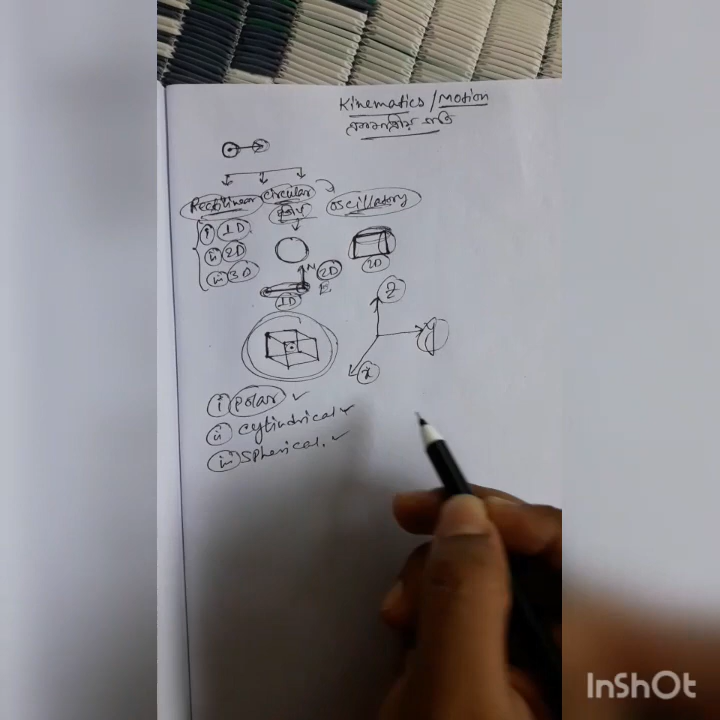 Kinematics/Motion
Rectilinear circular oscillatory
i 1D
ii 2D
iii 3D
2D
N
2D
E
1D
Z
y
x
i polar ✓
ii cylindrical ✓
iii spherical. ✓
InShOt